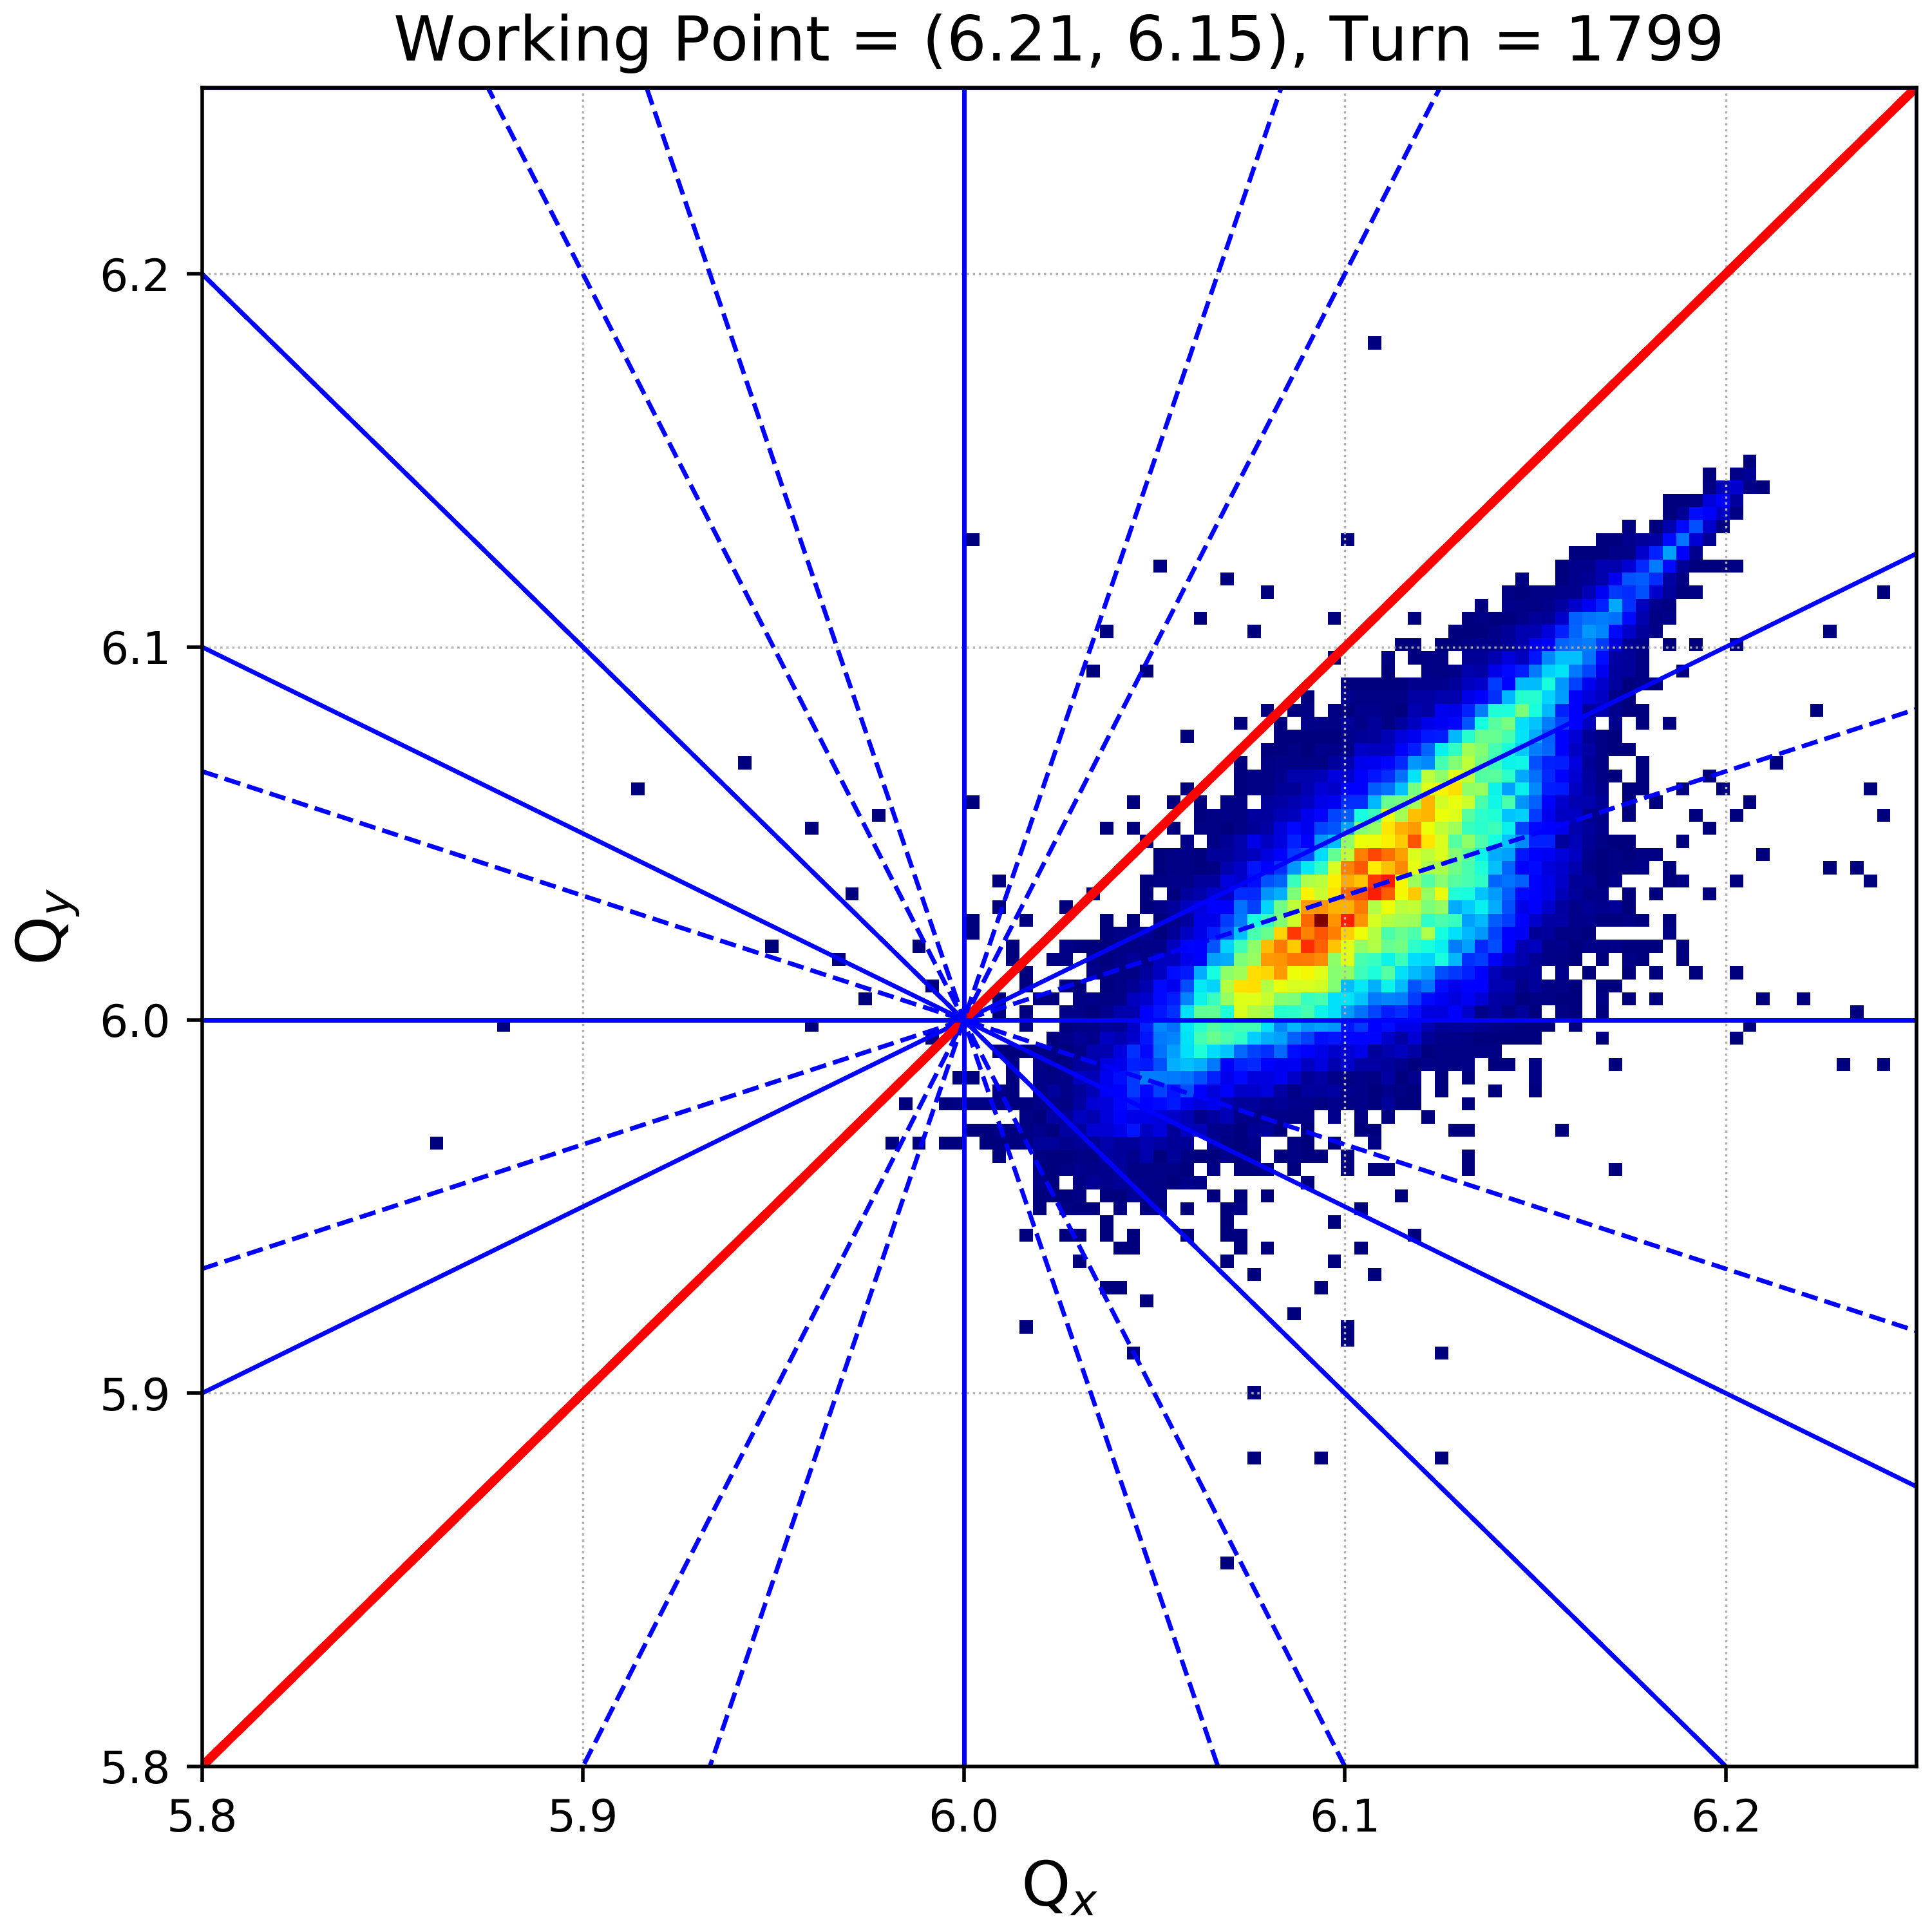 Working Point = (6.21, 6.15), Turn = 1799
6.2
6.1
6.0
5.9
5.8
Qy
5.8 5.9 6.0 6.1 6.2
Qx